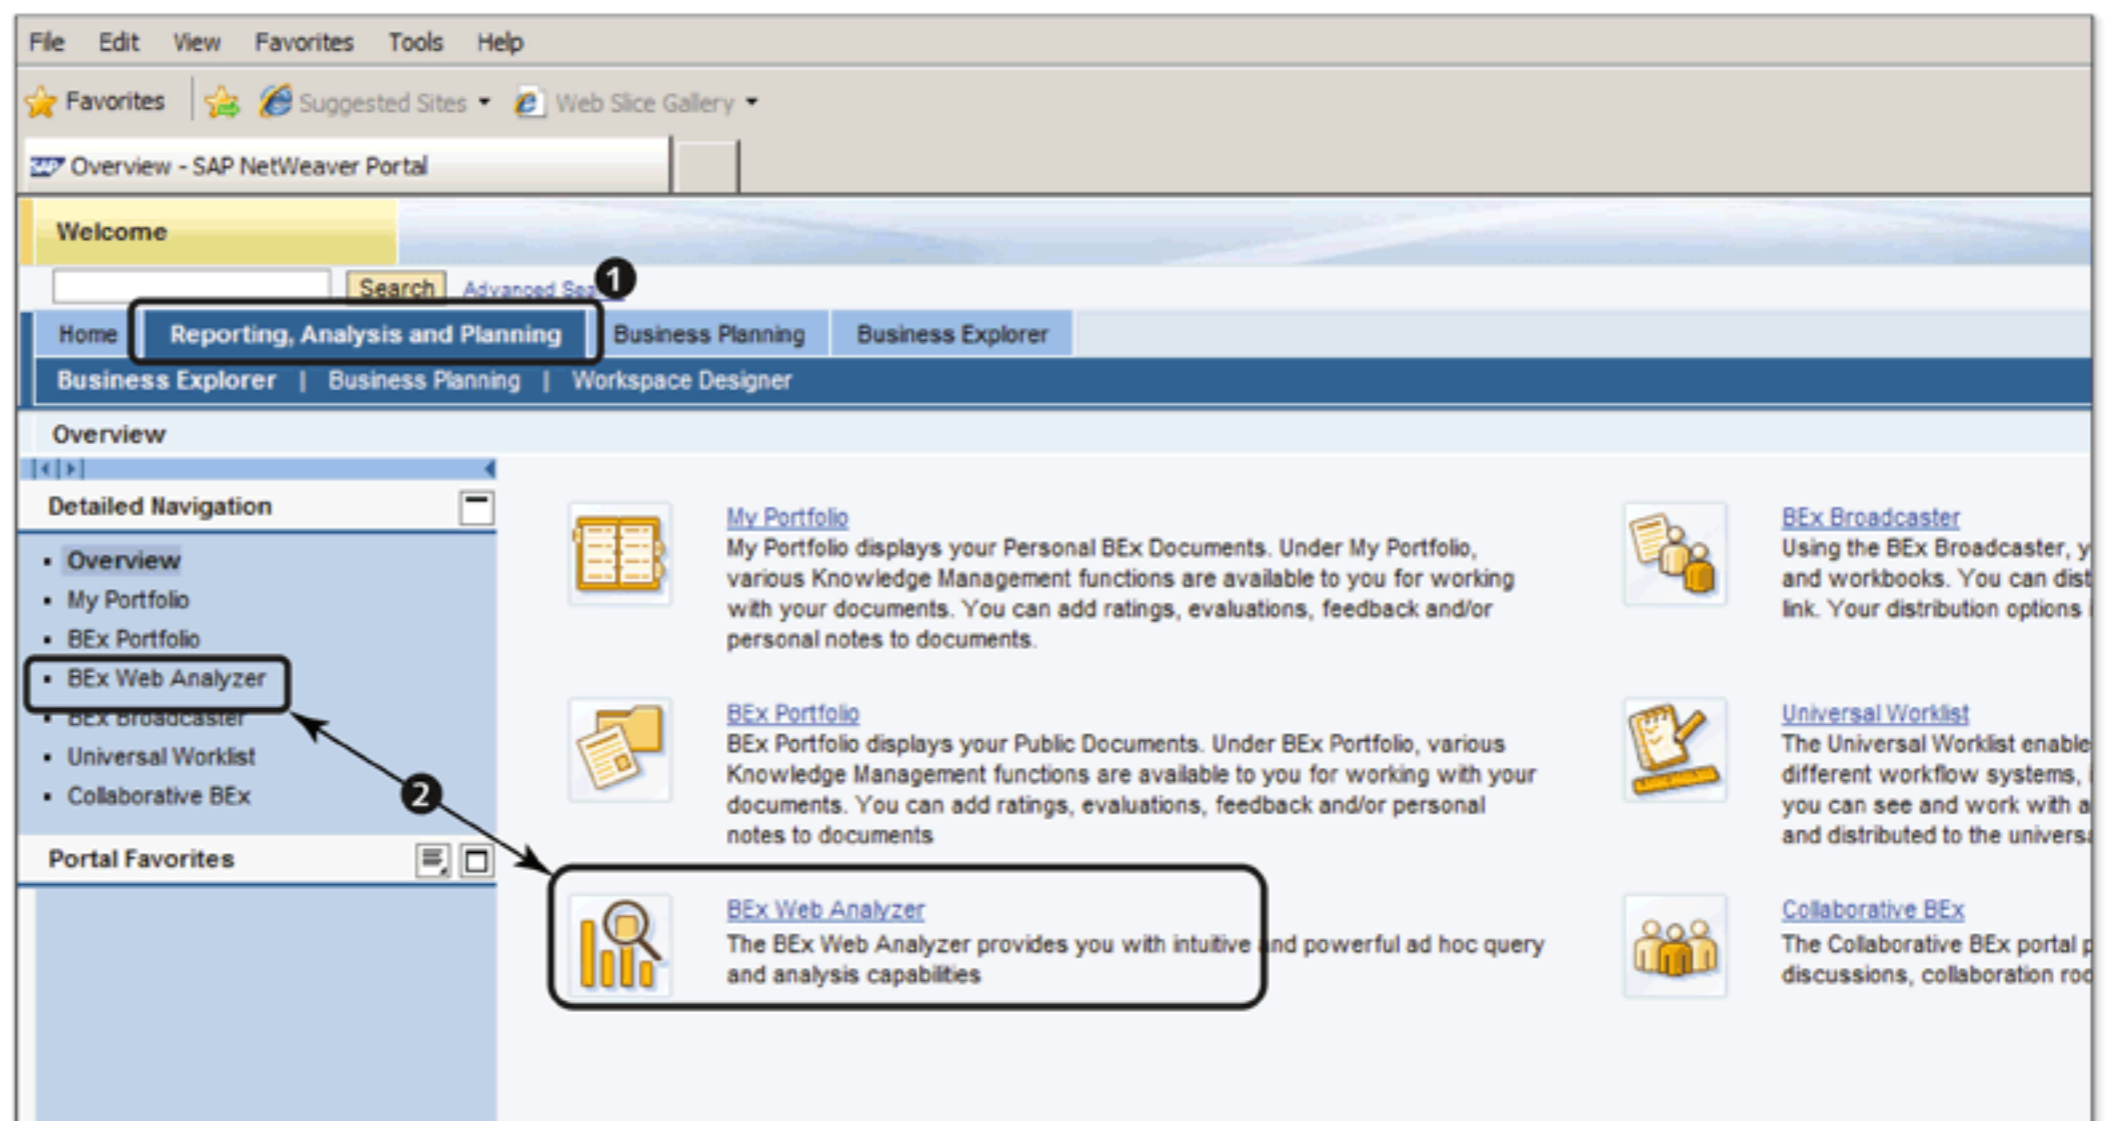 File Edit View Favorites Tools Help
Favorites Suggested Sites Web Slice Gallery
SAP Overview - SAP NetWeaver Portal
Welcome
Search Advanced 1
Home Reporting, Analysis and Planning Business Planning Business Explorer
Business Explorer | Business Planning | Workspace Designer
Overview
Detailed Navigation
Overview
My Portfolio
BEx Portfolio
BEx Web Analyzer
BEx Broadcaster
Universal Worklist
Collaborative BEx
2
Portal Favorites
My Portfolio
My Portfolio displays your Personal BEx Documents. Under My Portfolio,
various Knowledge Management functions are available to you for working
with your documents. You can add ratings, evaluations, feedback and/or
personal notes to documents.
BEx Portfolio
BEx Portfolio displays your Public Documents. Under BEx Portfolio, various
Knowledge Management functions are available to you for working with your
documents. You can add ratings, evaluations, feedback and/or personal
notes to documents
BEx Web Analyzer
The BEx Web Analyzer provides you with intuitive and powerful ad hoc query
and analysis capabilities
BEx Broadcaster
Using the BEx Broadcaster, y
and workbooks. You can dist
link. Your distribution options
Universal Worklist
The Universal Worklist enable
different workflow systems, i
you can see and work with a
and distributed to the universa
Collaborative BEx
The Collaborative BEx portal p
discussions, collaboration roo